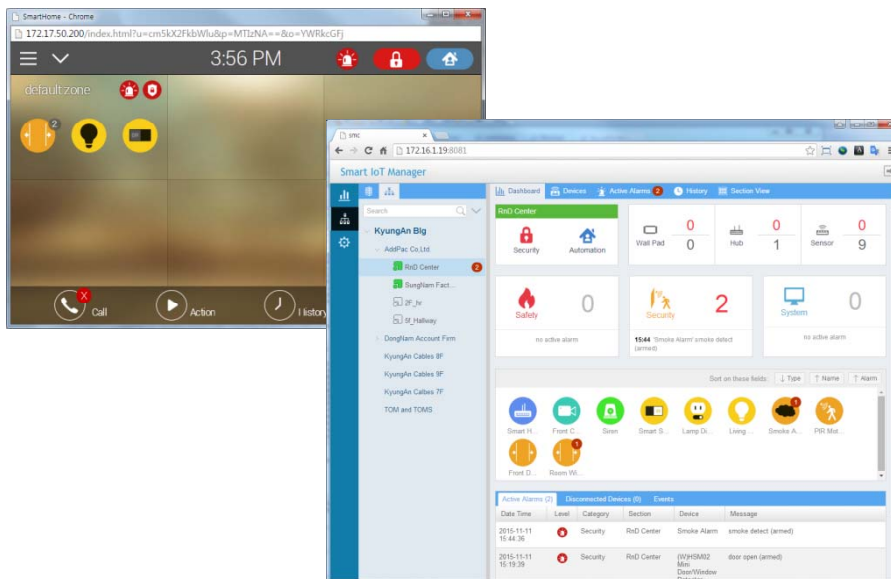 SmartHome - Chrome
172.17.50.200/index.html?u=cm5kX2FkbWlu&p=MTIzNA==&o=YWRkcGFj
3:56 PM
default zone
2
X
Call
Action
History
smc
172.16.1.19:8081
Smart IoT Manager
Search
KyungAn Blg
AddPac Co,Ltd
RnD Center
2
SungNam Fact...
2F_hr
5f_Hallway
DongNam Account Firm
KyungAn Cables 8F
KyungAn Cables 9F
KyungAn Calbes 7F
TOM and TOMS
Dashboard
Devices
Active Alarms 2
History
Section View
RnD Center
Security
Automation
Wall Pad
0
0
Hub
0
1
Sensor
0
9
Safety
0
no active alarm
Security
2
15:44 'Smoke Alarm' smoke detect (armed)
System
0
no active alarm
Sort on these fields: ↓ Type ↑ Name ↑ Alarm
Smart H...
Front C...
Siren
Smart S...
Lamp Di...
Living ...
Smoke A...
1
PIR Mot...
Front D...
Room Wi...
1
Active Alarms (2) Disconnected Devices (0) Events
Date Time Level Category Section Device Message
2015-11-11 15:44:36 Security RnD Center Smoke Alarm smoke detect (armed)
2015-11-11 15:19:39 Security RnD Center (W)HSM02 Mini Door/Window door open (armed)